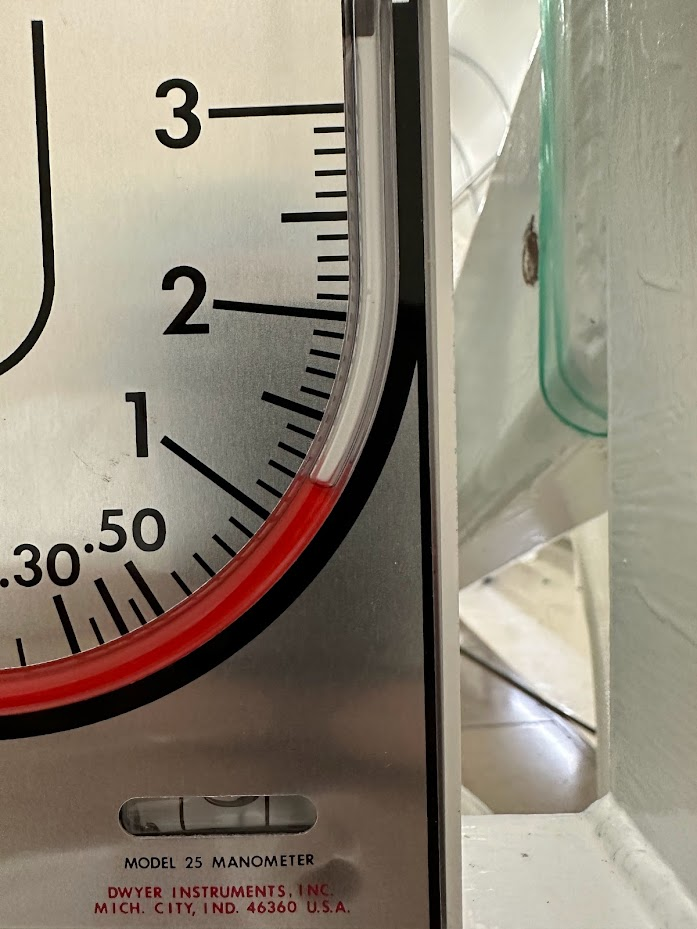 3
2
1
.50
.30
MODEL 25 MANOMETER
DWYER INSTRUMENTS, INC.
MICH. CITY, IND. 46360 U.S.A.